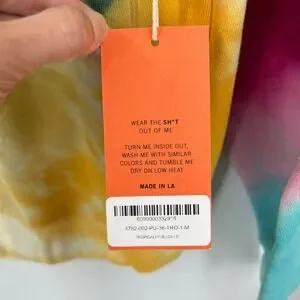 WEAR THE SH*T
OUT OF ME
TURN ME INSIDE OUT,
WASH ME WITH SIMILAR
COLORS AND TUMBLE ME
DRY ON LOW HEAT
MADE IN LA